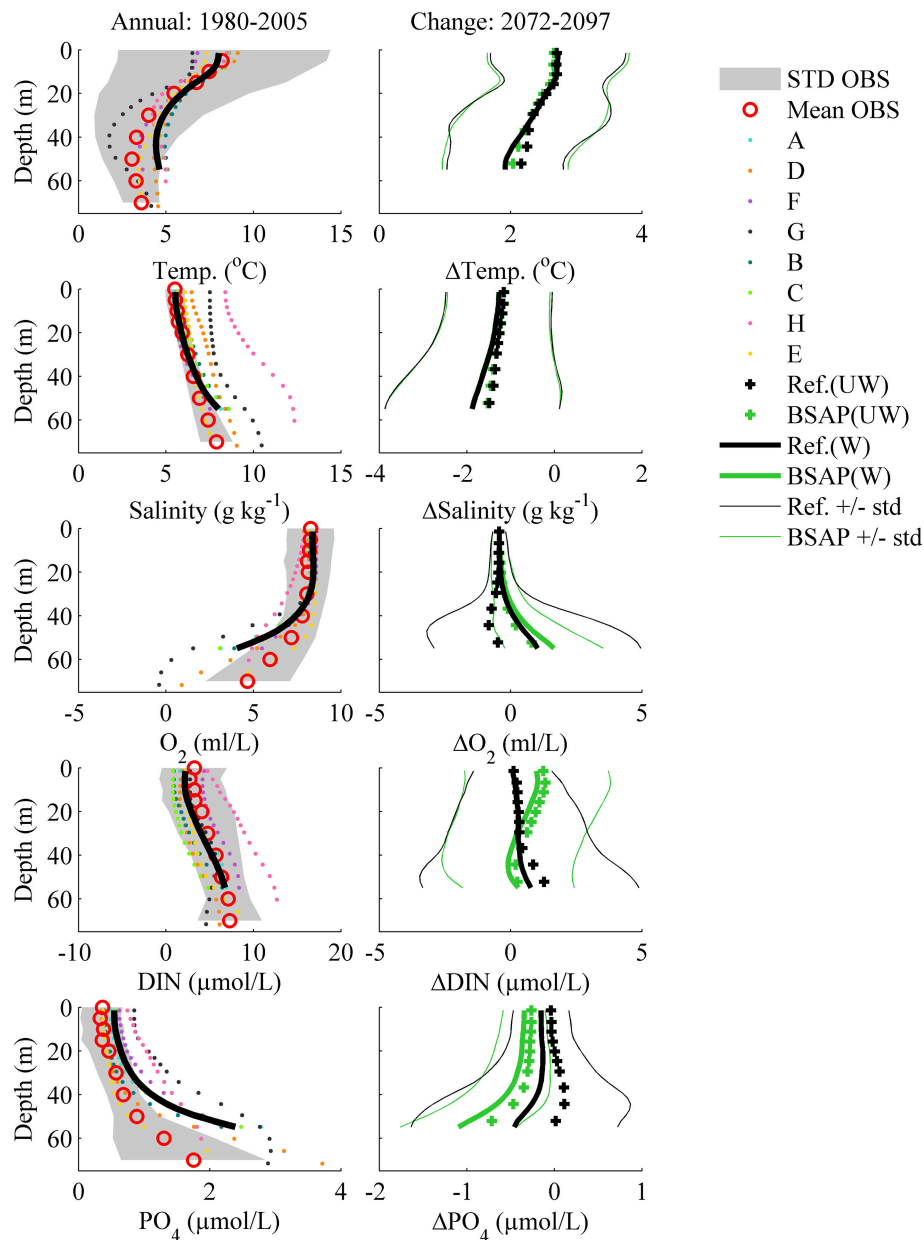 Annual: 1980-2005
Change: 2072-2097
0
20
40
60
Depth (m)
0
5
10
15
Temp. (°C)
2
4
ΔTemp. (°C)
0
20
40
60
Depth (m)
0
5
10
15
Salinity (g kg⁻¹)
−4
−2
0
2
ΔSalinity (g kg⁻¹)
0
20
40
60
Depth (m)
−5
0
5
10
O₂ (ml/L)
−5
0
5
ΔO₂ (ml/L)
0
20
40
60
Depth (m)
−10
0
10
20
DIN (μmol/L)
−5
0
5
ΔDIN (μmol/L)
0
20
40
60
80
Depth (m)
0
2
4
PO₄ (μmol/L)
−2
−1
0
1
ΔPO₄ (μmol/L)
STD OBS
Mean OBS
A
D
F
G
B
C
H
E
Ref.(UW)
BSAP(UW)
Ref.(W)
BSAP(W)
Ref. +/- std
BSAP +/- std